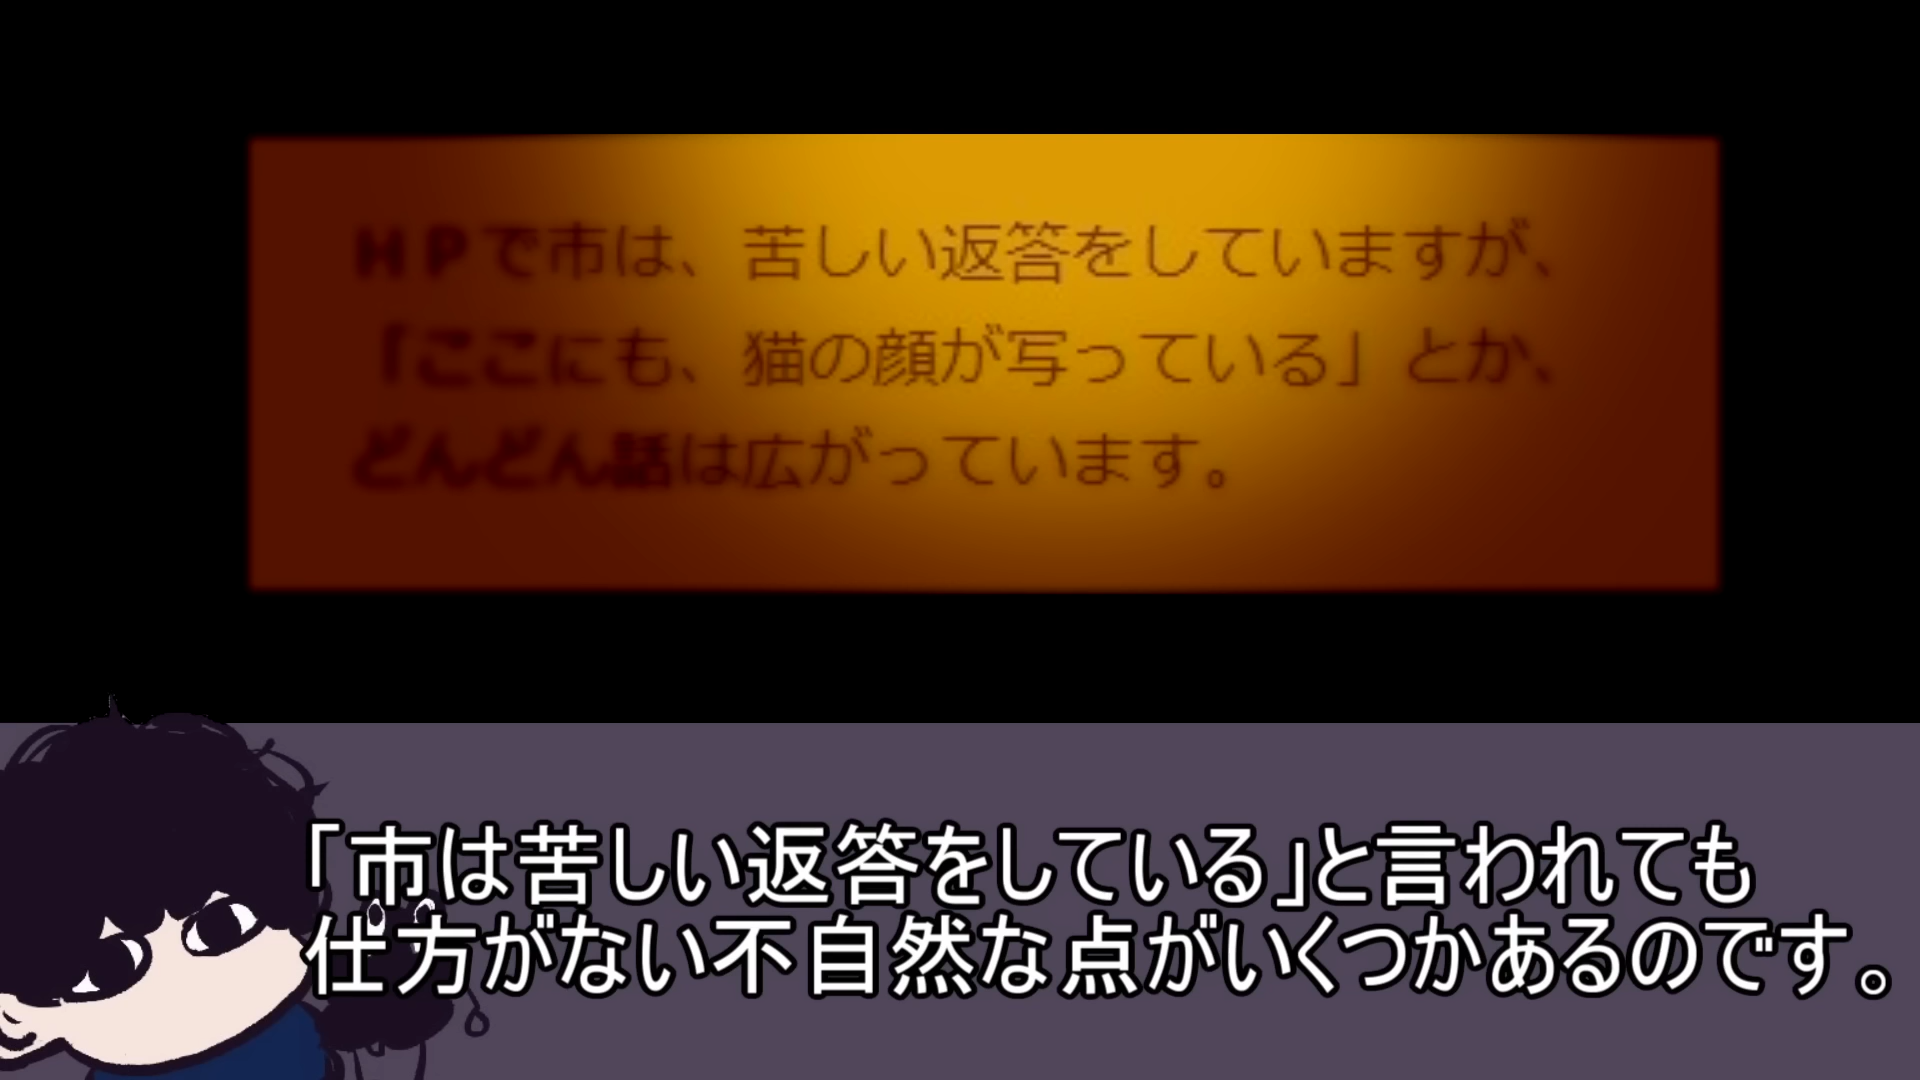 ＨＰで市は、苦しい返答をしていますが、
「ここにも、猫の顔が写っている」とか、
どんどん話は広がっています。
「市は苦しい返答をしている」と言われても
仕方がない不自然な点がいくつかあるのです。